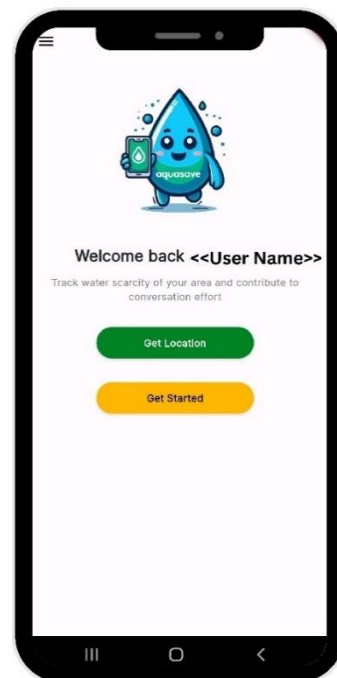 aquasave
Welcome back <<User Name>>
Track water scarcity of your area and contribute to
conversation effort
Get Location
Get Started